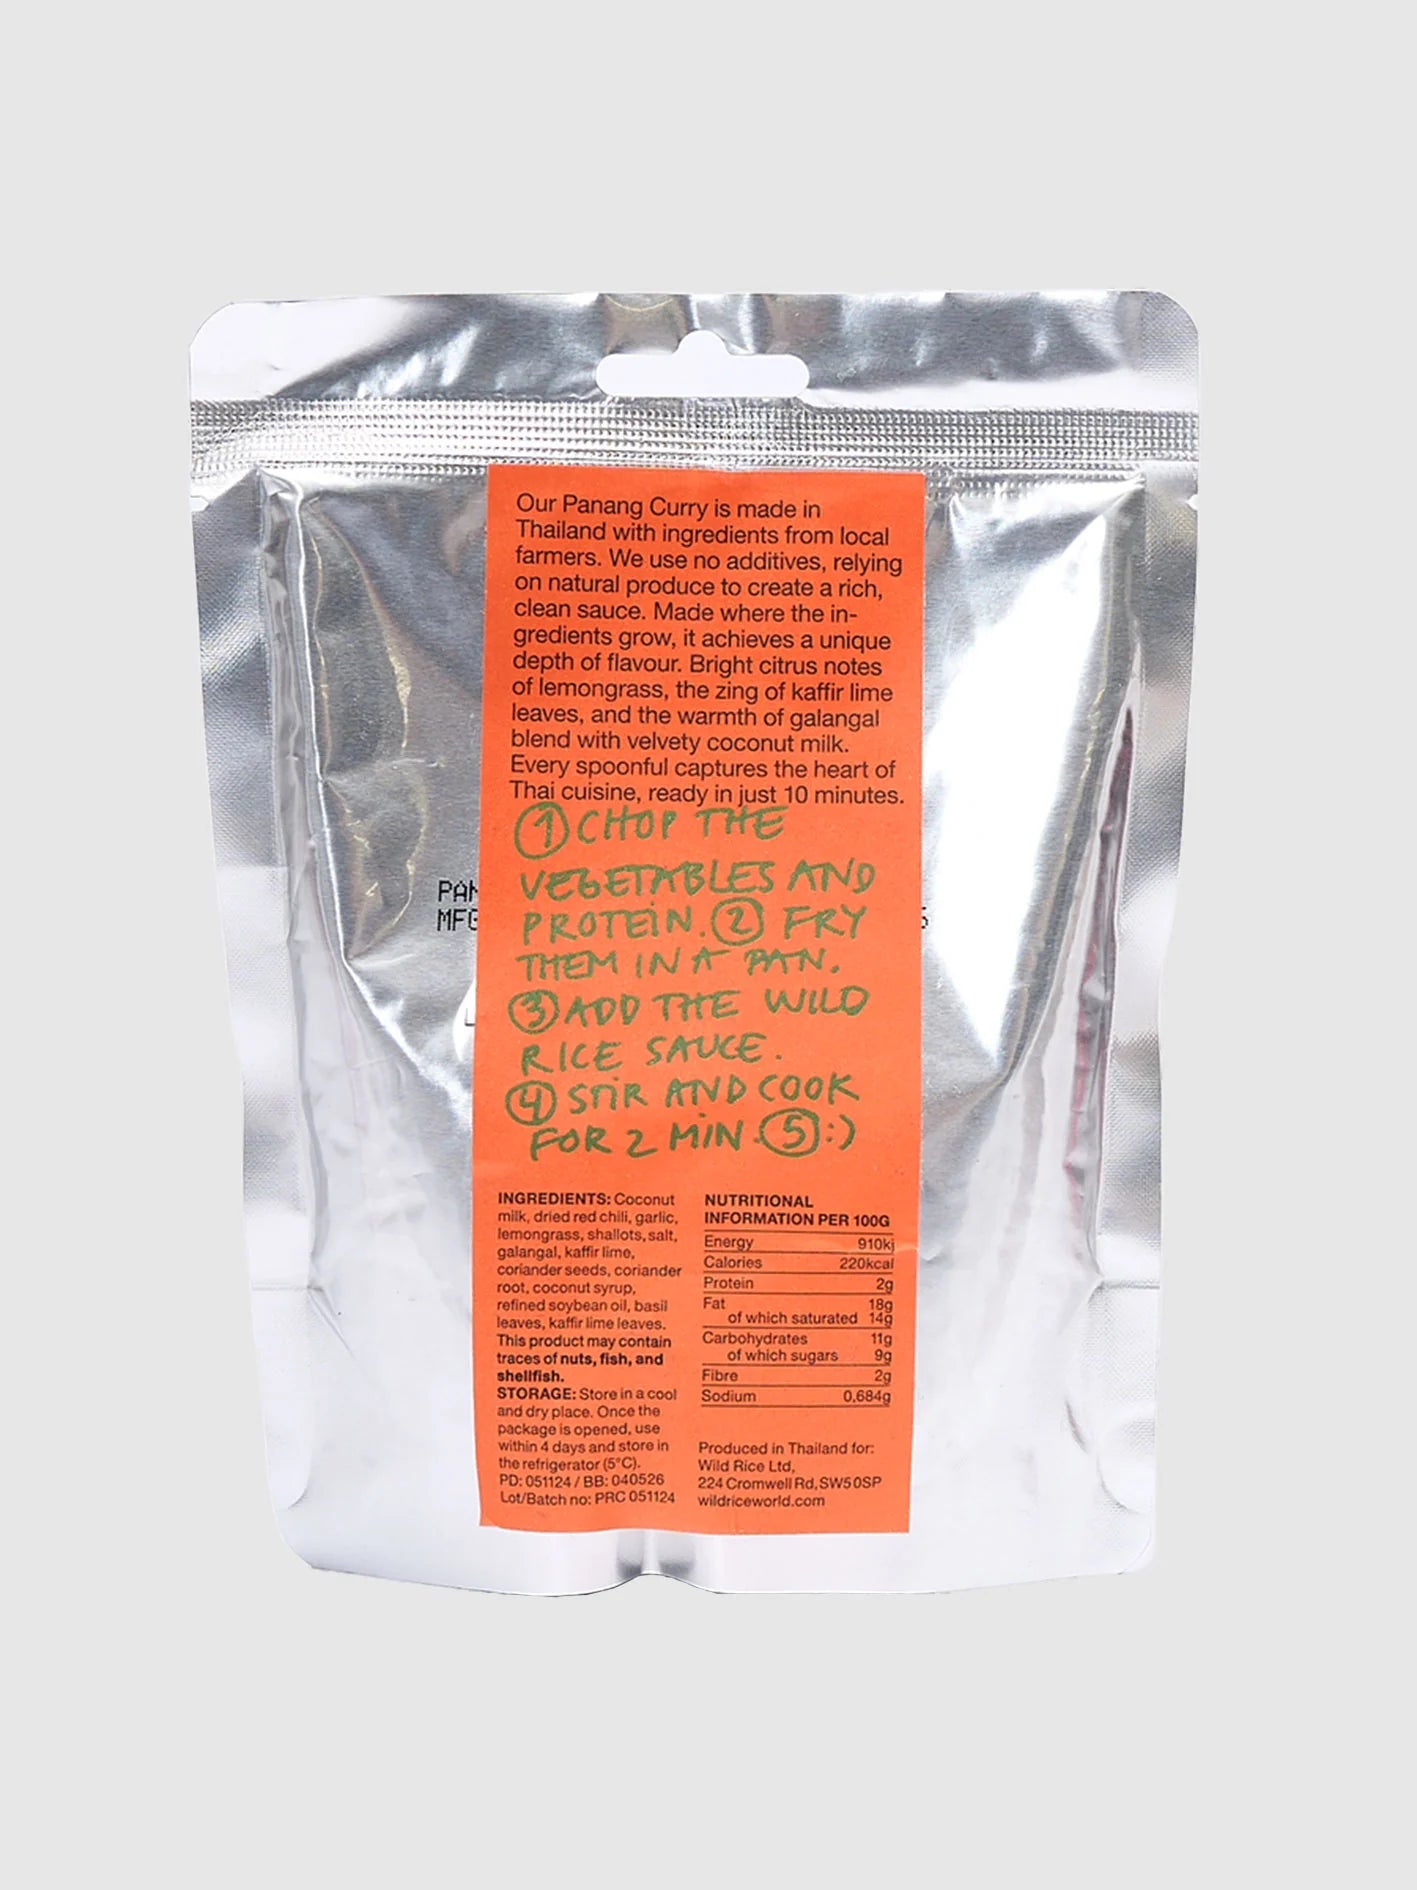 Our Panang Curry is made in
Thailand with ingredients from local
farmers. We use no additives, relying
on natural produce to create a rich,
clean sauce. Made where the in-
gredients grow, it achieves a unique
depth of flavour. Bright citrus notes
of lemongrass, the zing of kaffir lime
leaves, and the warmth of galangal
blend with velvety coconut milk.
Every spoonful captures the heart of
Thai cuisine, ready in just 10 minutes.
① CHOP THE
VEGETABLES AND
PROTEIN. ② FRY
THEM IN A PAN.
③ ADD THE WILD
RICE SAUCE.
④ STIR AND COOK
FOR 2 MIN. ⑤ :)
INGREDIENTS: Coconut
milk, dried red chili, garlic,
lemongrass, shallots, salt,
galangal, kaffir lime,
coriander seeds, coriander
root, coconut syrup,
refined soybean oil, basil
leaves, kaffir lime leaves.
This product may contain
traces of nuts, fish, and
shellfish.
STORAGE: Store in a cool
and dry place. Once the
package is opened, use
within 4 days and store in
the refrigerator (5°C).
PD: 051124 / BB: 040526
Lot/Batch no: PRC 051124
NUTRITIONAL
INFORMATION PER 100G
Energy 910kj
Calories 220kcal
Protein 2g
Fat 18g
of which saturated 14g
Carbohydrates 11g
of which sugars 9g
Fibre 2g
Sodium 0,684g
Produced in Thailand for:
Wild Rice Ltd,
224 Cromwell Rd, SW5 0SP
wildriceworld.com